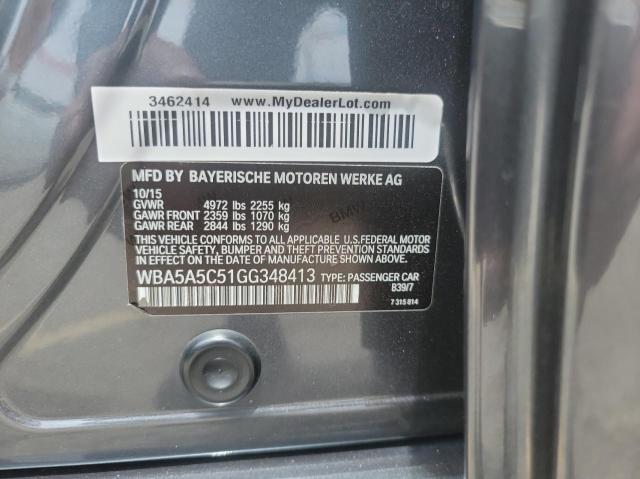 3462414 www.MyDealerLot.com
MFD BY BAYERISCHE MOTOREN WERKE AG
10/15
GVWR 4972 lbs 2255 kg
GAWR FRONT 2359 lbs 1070 kg
GAWR REAR 2844 lbs 1290 kg
THIS VEHICLE CONFORMS TO ALL APPLICABLE U.S.FEDERAL MOTOR
VEHICLE SAFETY, BUMPER AND THEFT PREVENTION STANDARDS
IN EFFECT ON THE DATE OF MANUFACTURE SHOWN ABOVE.
WBA5A5C51GG348413 TYPE: PASSENGER CAR
B39/7
7 315 814